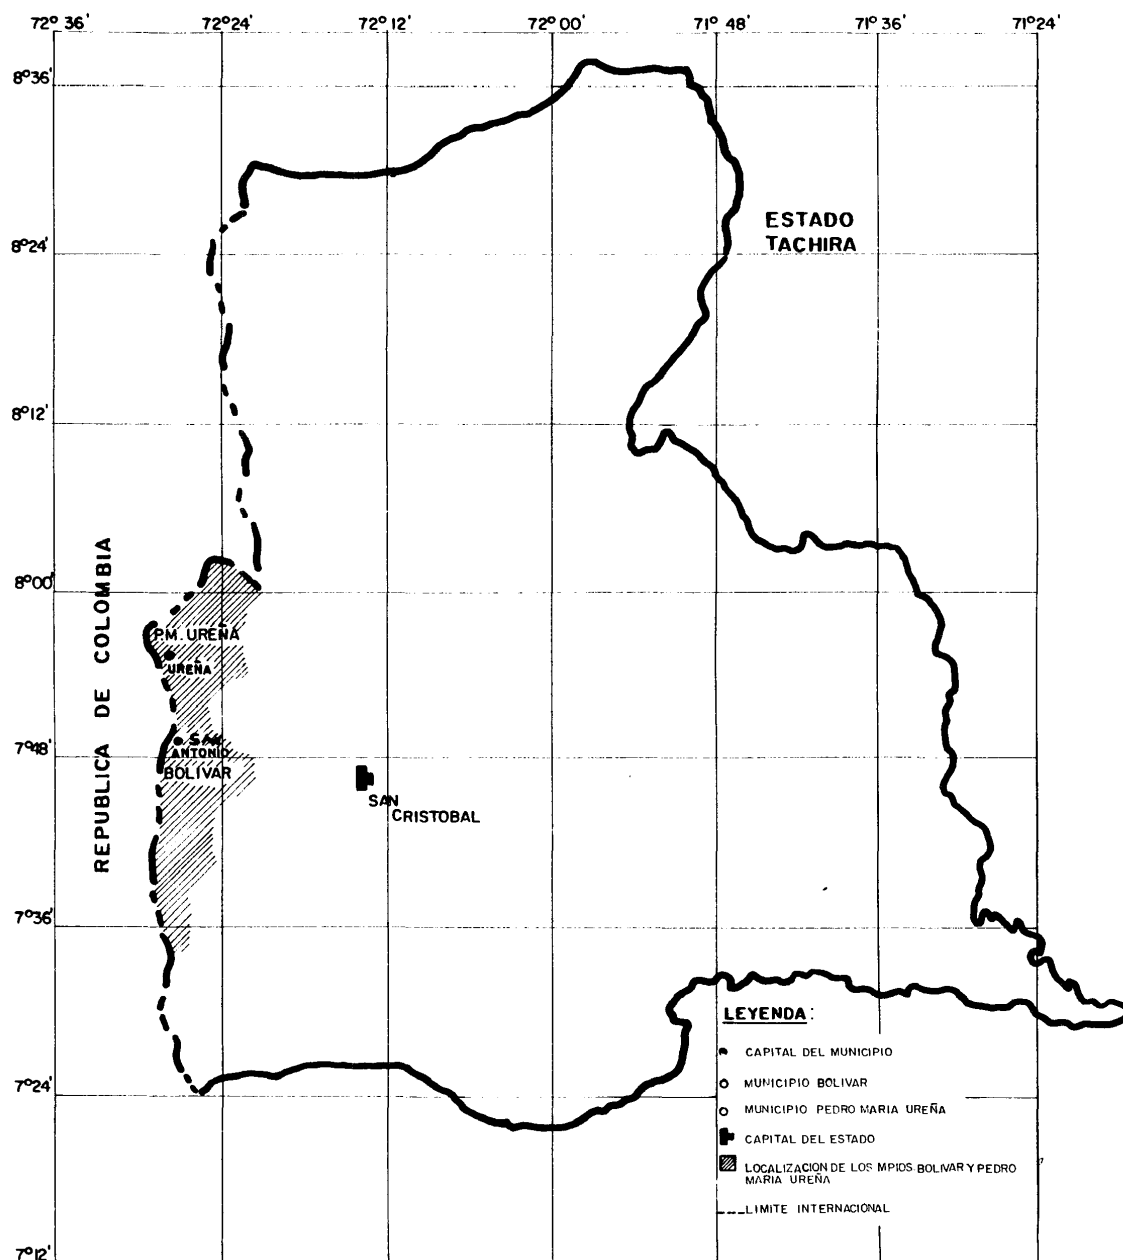 72° 36' 72° 24' 72° 12' 72° 00' 71° 48' 71° 36' 71° 24'
8° 36'
ESTADO
TACHIRA
8° 24'
8° 12'
8° 00'
REPUBLICA DE COLOMBIA
P.M. UREÑA
UREÑA
SAN
ANTONIO
7° 48'
BOLIVAR
SAN
CRISTOBAL
7° 36'
LEYENDA:
CAPITAL DEL MUNICIPIO
MUNICIPIO BOLIVAR
7° 24'
MUNICIPIO PEDRO MARIA UREÑA
CAPITAL DEL ESTADO
LOCALIZACION DE LOS MPIOS. BOLIVAR Y PEDRO
MARIA UREÑA
LIMITE INTERNACIONAL
7° 12'